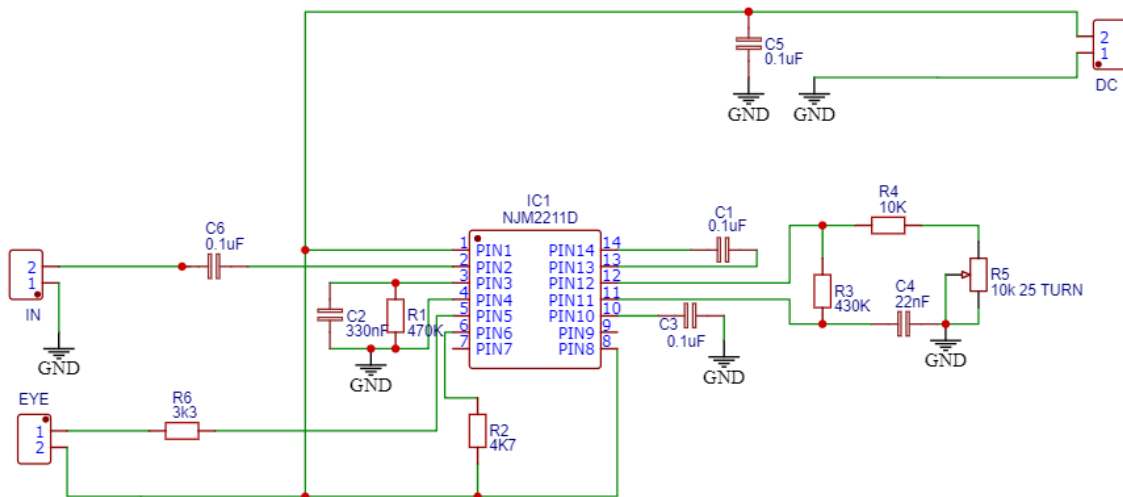 C5
0.1uF
2
1
DC
GND
GND
IC1
NJM2211D
C6
0.1uF
2
1
IN
GND
1
2
3
4
5
6
7
PIN1
PIN2
PIN3
PIN4
PIN5
PIN6
PIN7
PIN14
PIN13
PIN12
PIN11
PIN10
PIN9
PIN8
14
13
12
11
10
9
8
C1
0.1uF
R4
10K
R3
430K
C4
22nF
R5
10k 25 TURN
GND
C2
330nF
R1
470K
GND
C3
0.1uF
GND
EYE
1
2
R6
3k3
R2
4K7